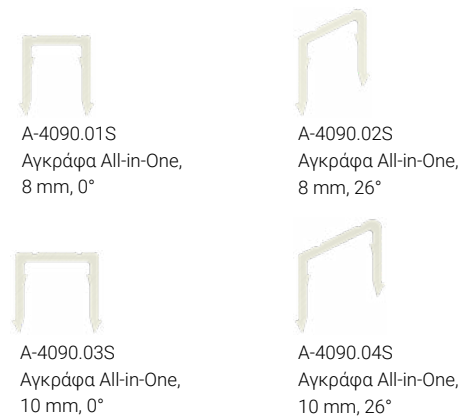 A-4090.01S
Αγκράφα All-in-One,
8 mm, 0°
A-4090.02S
Αγκράφα All-in-One,
8 mm, 26°
A-4090.03S
Αγκράφα All-in-One,
10 mm, 0°
A-4090.04S
Αγκράφα All-in-One,
10 mm, 26°